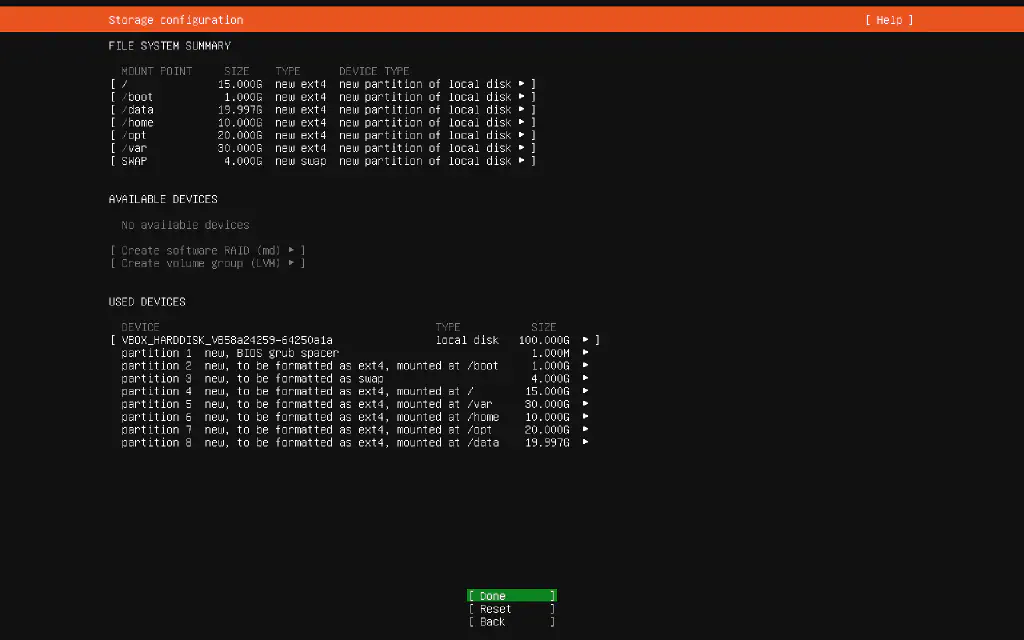 Storage configuration [ Help ]
FILE SYSTEM SUMMARY
MOUNT POINT SIZE TYPE DEVICE TYPE
[ / 15.000G new ext4 new partition of local disk ▸ ]
[ /boot 1.000G new ext4 new partition of local disk ▸ ]
[ /data 19.997G new ext4 new partition of local disk ▸ ]
[ /home 10.000G new ext4 new partition of local disk ▸ ]
[ /opt 20.000G new ext4 new partition of local disk ▸ ]
[ /var 30.000G new ext4 new partition of local disk ▸ ]
[ SWAP 4.000G new swap new partition of local disk ▸ ]
AVAILABLE DEVICES
No available devices
[ Create software RAID (md) ▸ ]
[ Create volume group (LVM) ▸ ]
USED DEVICES
DEVICE TYPE SIZE
[ VBOX_HARDDISK_VB58a24259-64250a1a local disk 100.000G ▸ ]
partition 1 new, BIOS grub spacer 1.000M ▸
partition 2 new, to be formatted as ext4, mounted at /boot 1.000G ▸
partition 3 new, to be formatted as swap 4.000G ▸
partition 4 new, to be formatted as ext4, mounted at / 15.000G ▸
partition 5 new, to be formatted as ext4, mounted at /var 30.000G ▸
partition 6 new, to be formatted as ext4, mounted at /home 10.000G ▸
partition 7 new, to be formatted as ext4, mounted at /opt 20.000G ▸
partition 8 new, to be formatted as ext4, mounted at /data 19.997G ▸
[ Done ]
[ Reset ]
[ Back ]